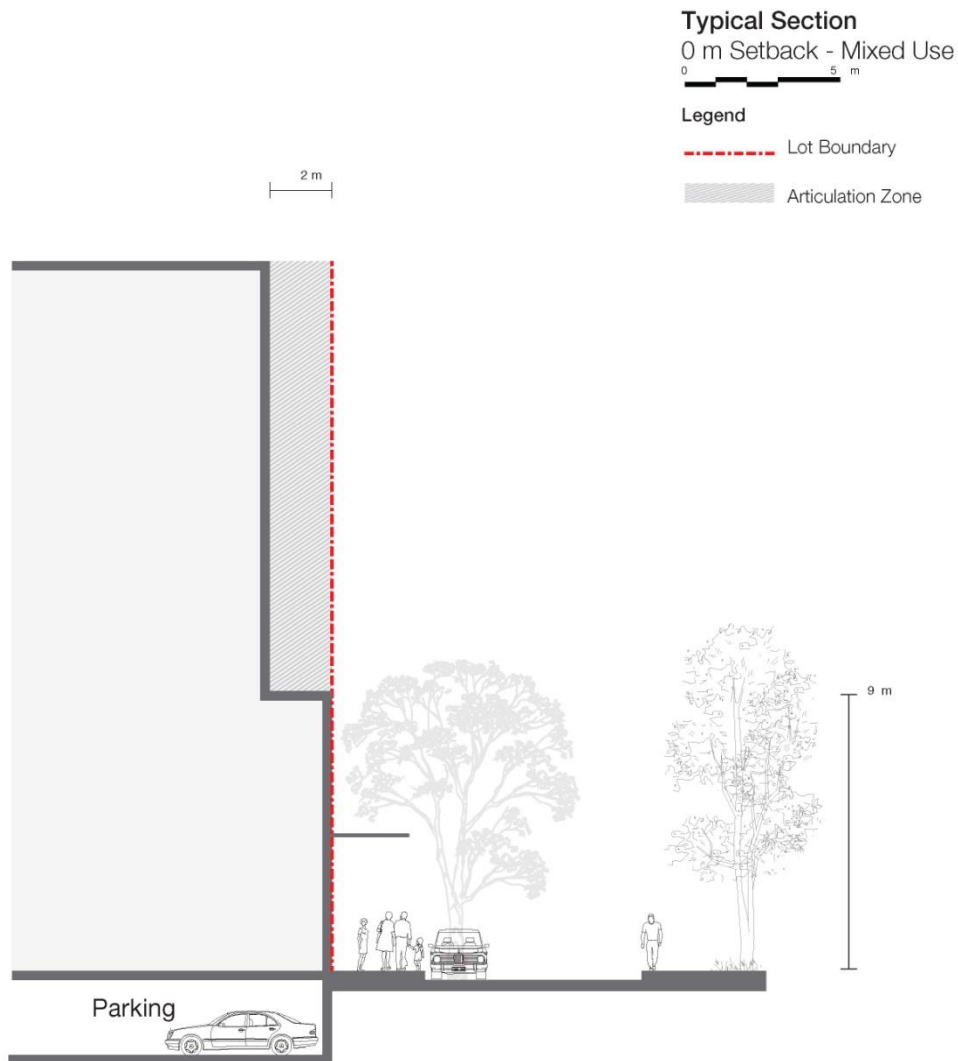 Typical Section
0 m Setback - Mixed Use
0 5 m
Legend
Lot Boundary
2 m
Articulation Zone
9 m
Parking